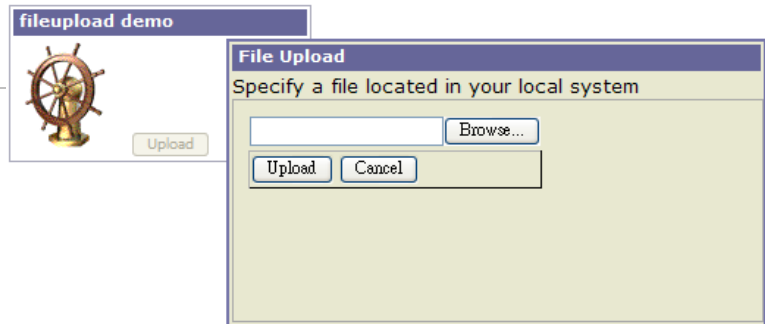 fileupload demo
Upload
File Upload
Specify a file located in your local system
Browse...
Upload Cancel